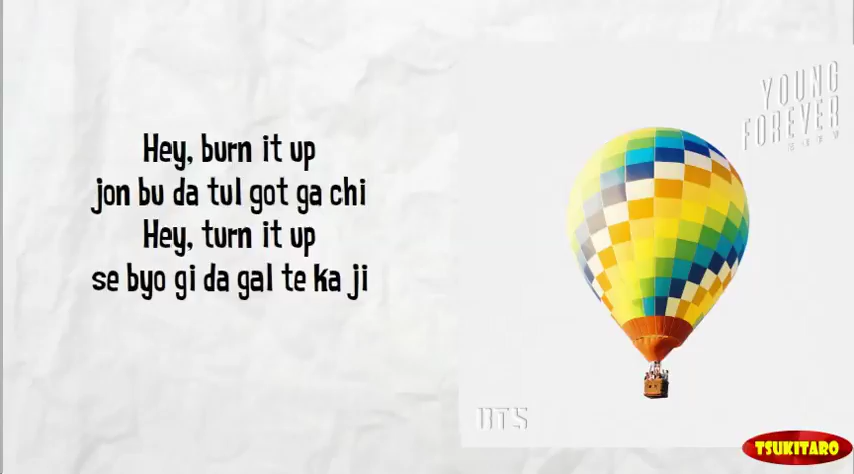 Hey, burn it up
jon bu da tul got ga chi
Hey, turn it up
se byo gi da gal te ka ji
YOUNG
FOREVER
BTS
TSUKITARO